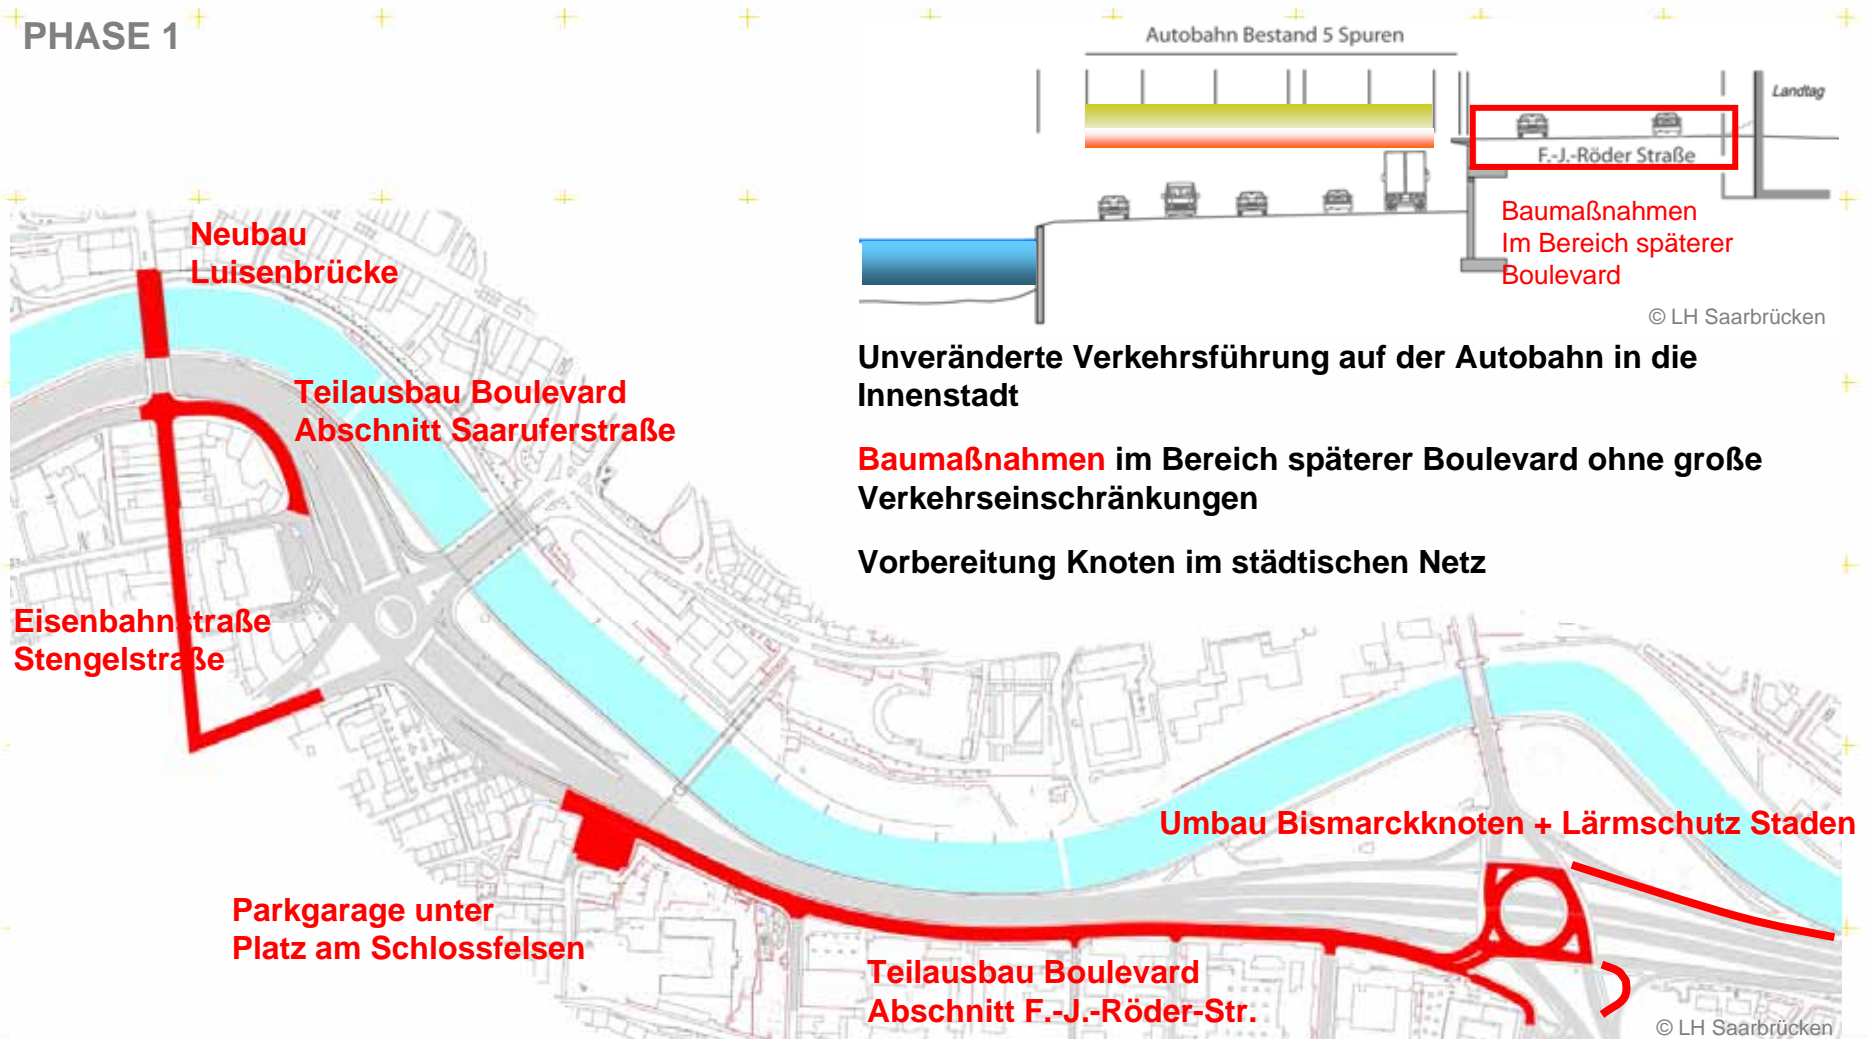 PHASE 1
Autobahn Bestand 5 Spuren
Landtag
F.-J.-Röder Straße
Baumaßnahmen
Im Bereich späterer
Boulevard
© LH Saarbrücken
Neubau
Luisenbrücke
Teilausbau Boulevard
Abschnitt Saaruferstraße
Unveränderte Verkehrsführung auf der Autobahn in die
Innenstadt
Baumaßnahmen im Bereich späterer Boulevard ohne große
Verkehrseinschränkungen
Vorbereitung Knoten im städtischen Netz
Eisenbahnstraße
Stengelstraße
Umbau Bismarckknoten + Lärmschutz Staden
Parkgarage unter
Platz am Schlossfelsen
Teilausbau Boulevard
Abschnitt F.-J.-Röder-Str.
© LH Saarbrücken